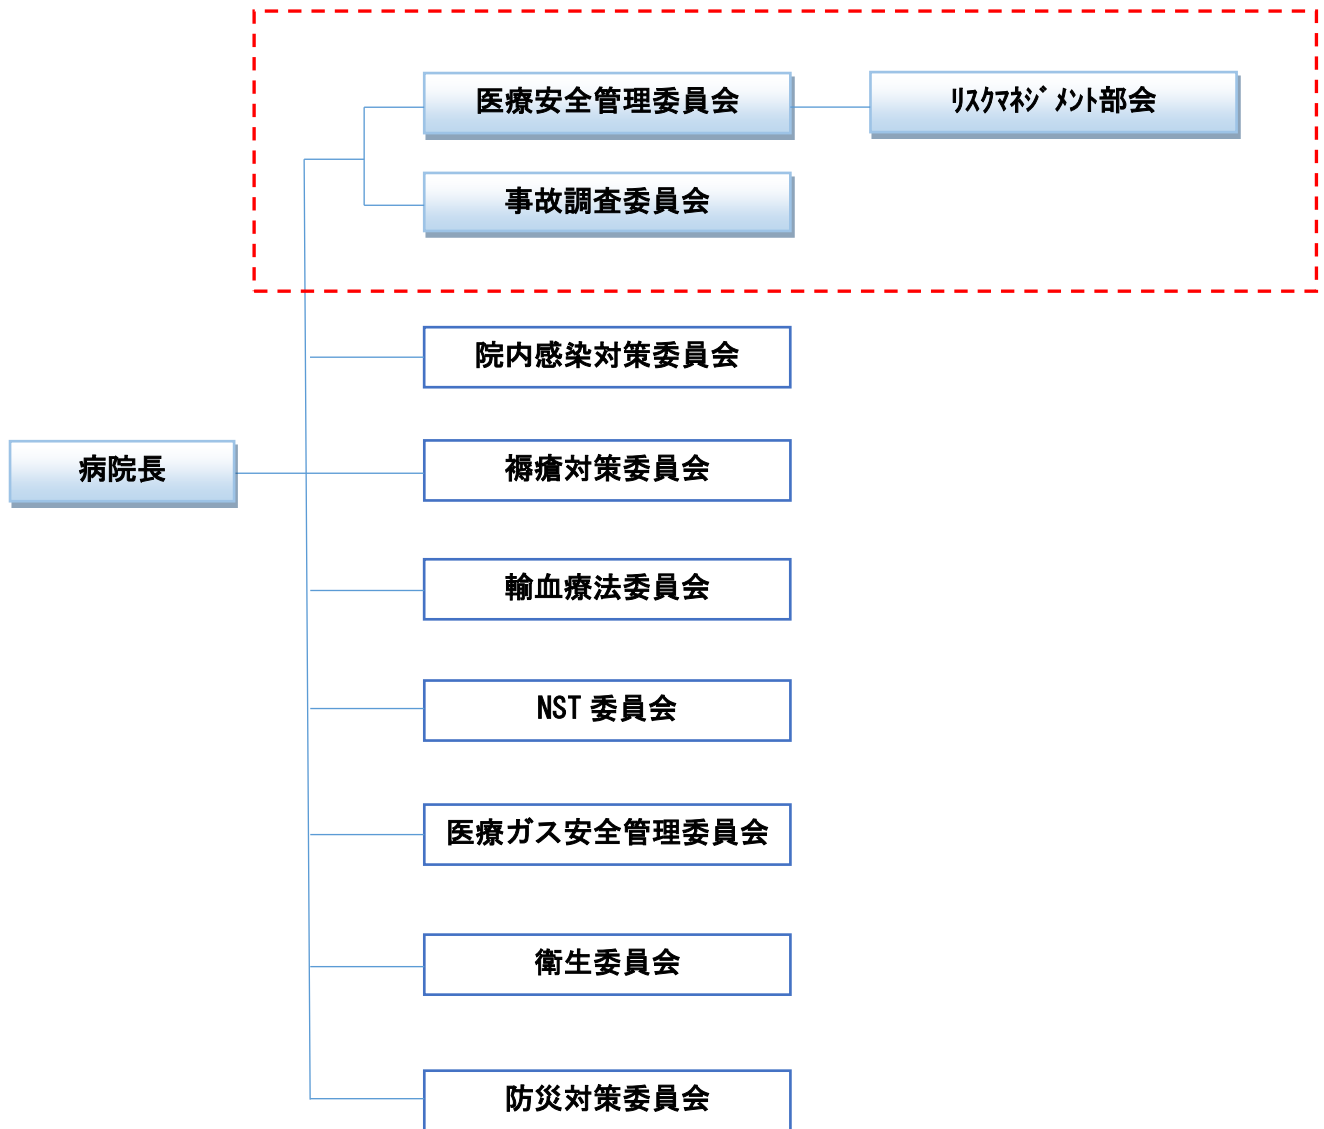 医療安全管理委員会
ﾘｽｸﾏﾈｼﾞﾒﾝﾄ部会
事故調査委員会
院内感染対策委員会
病院長
褥瘡対策委員会
輸血療法委員会
NST 委員会
医療ガス安全管理委員会
衛生委員会
防災対策委員会